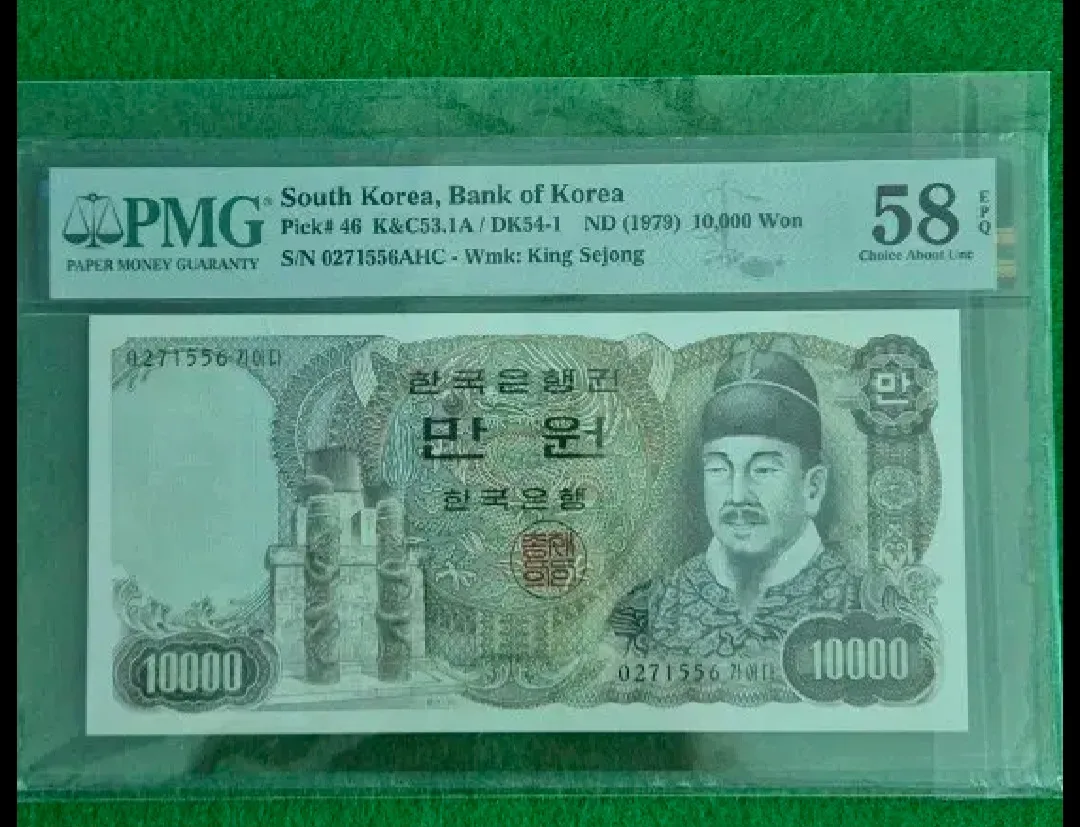 PMG®
PAPER MONEY GUARANTY
South Korea, Bank of Korea
Pick# 46 K&C53.1A / DK54-1 ND (1979) 10,000 Won
S/N 0271556AHC - Wmk: King Sejong
58
EPQ
Choice About Unc
0271556 가아다
한국은행권
만
만 원
한국은행
10000
0271556 가아다
10000